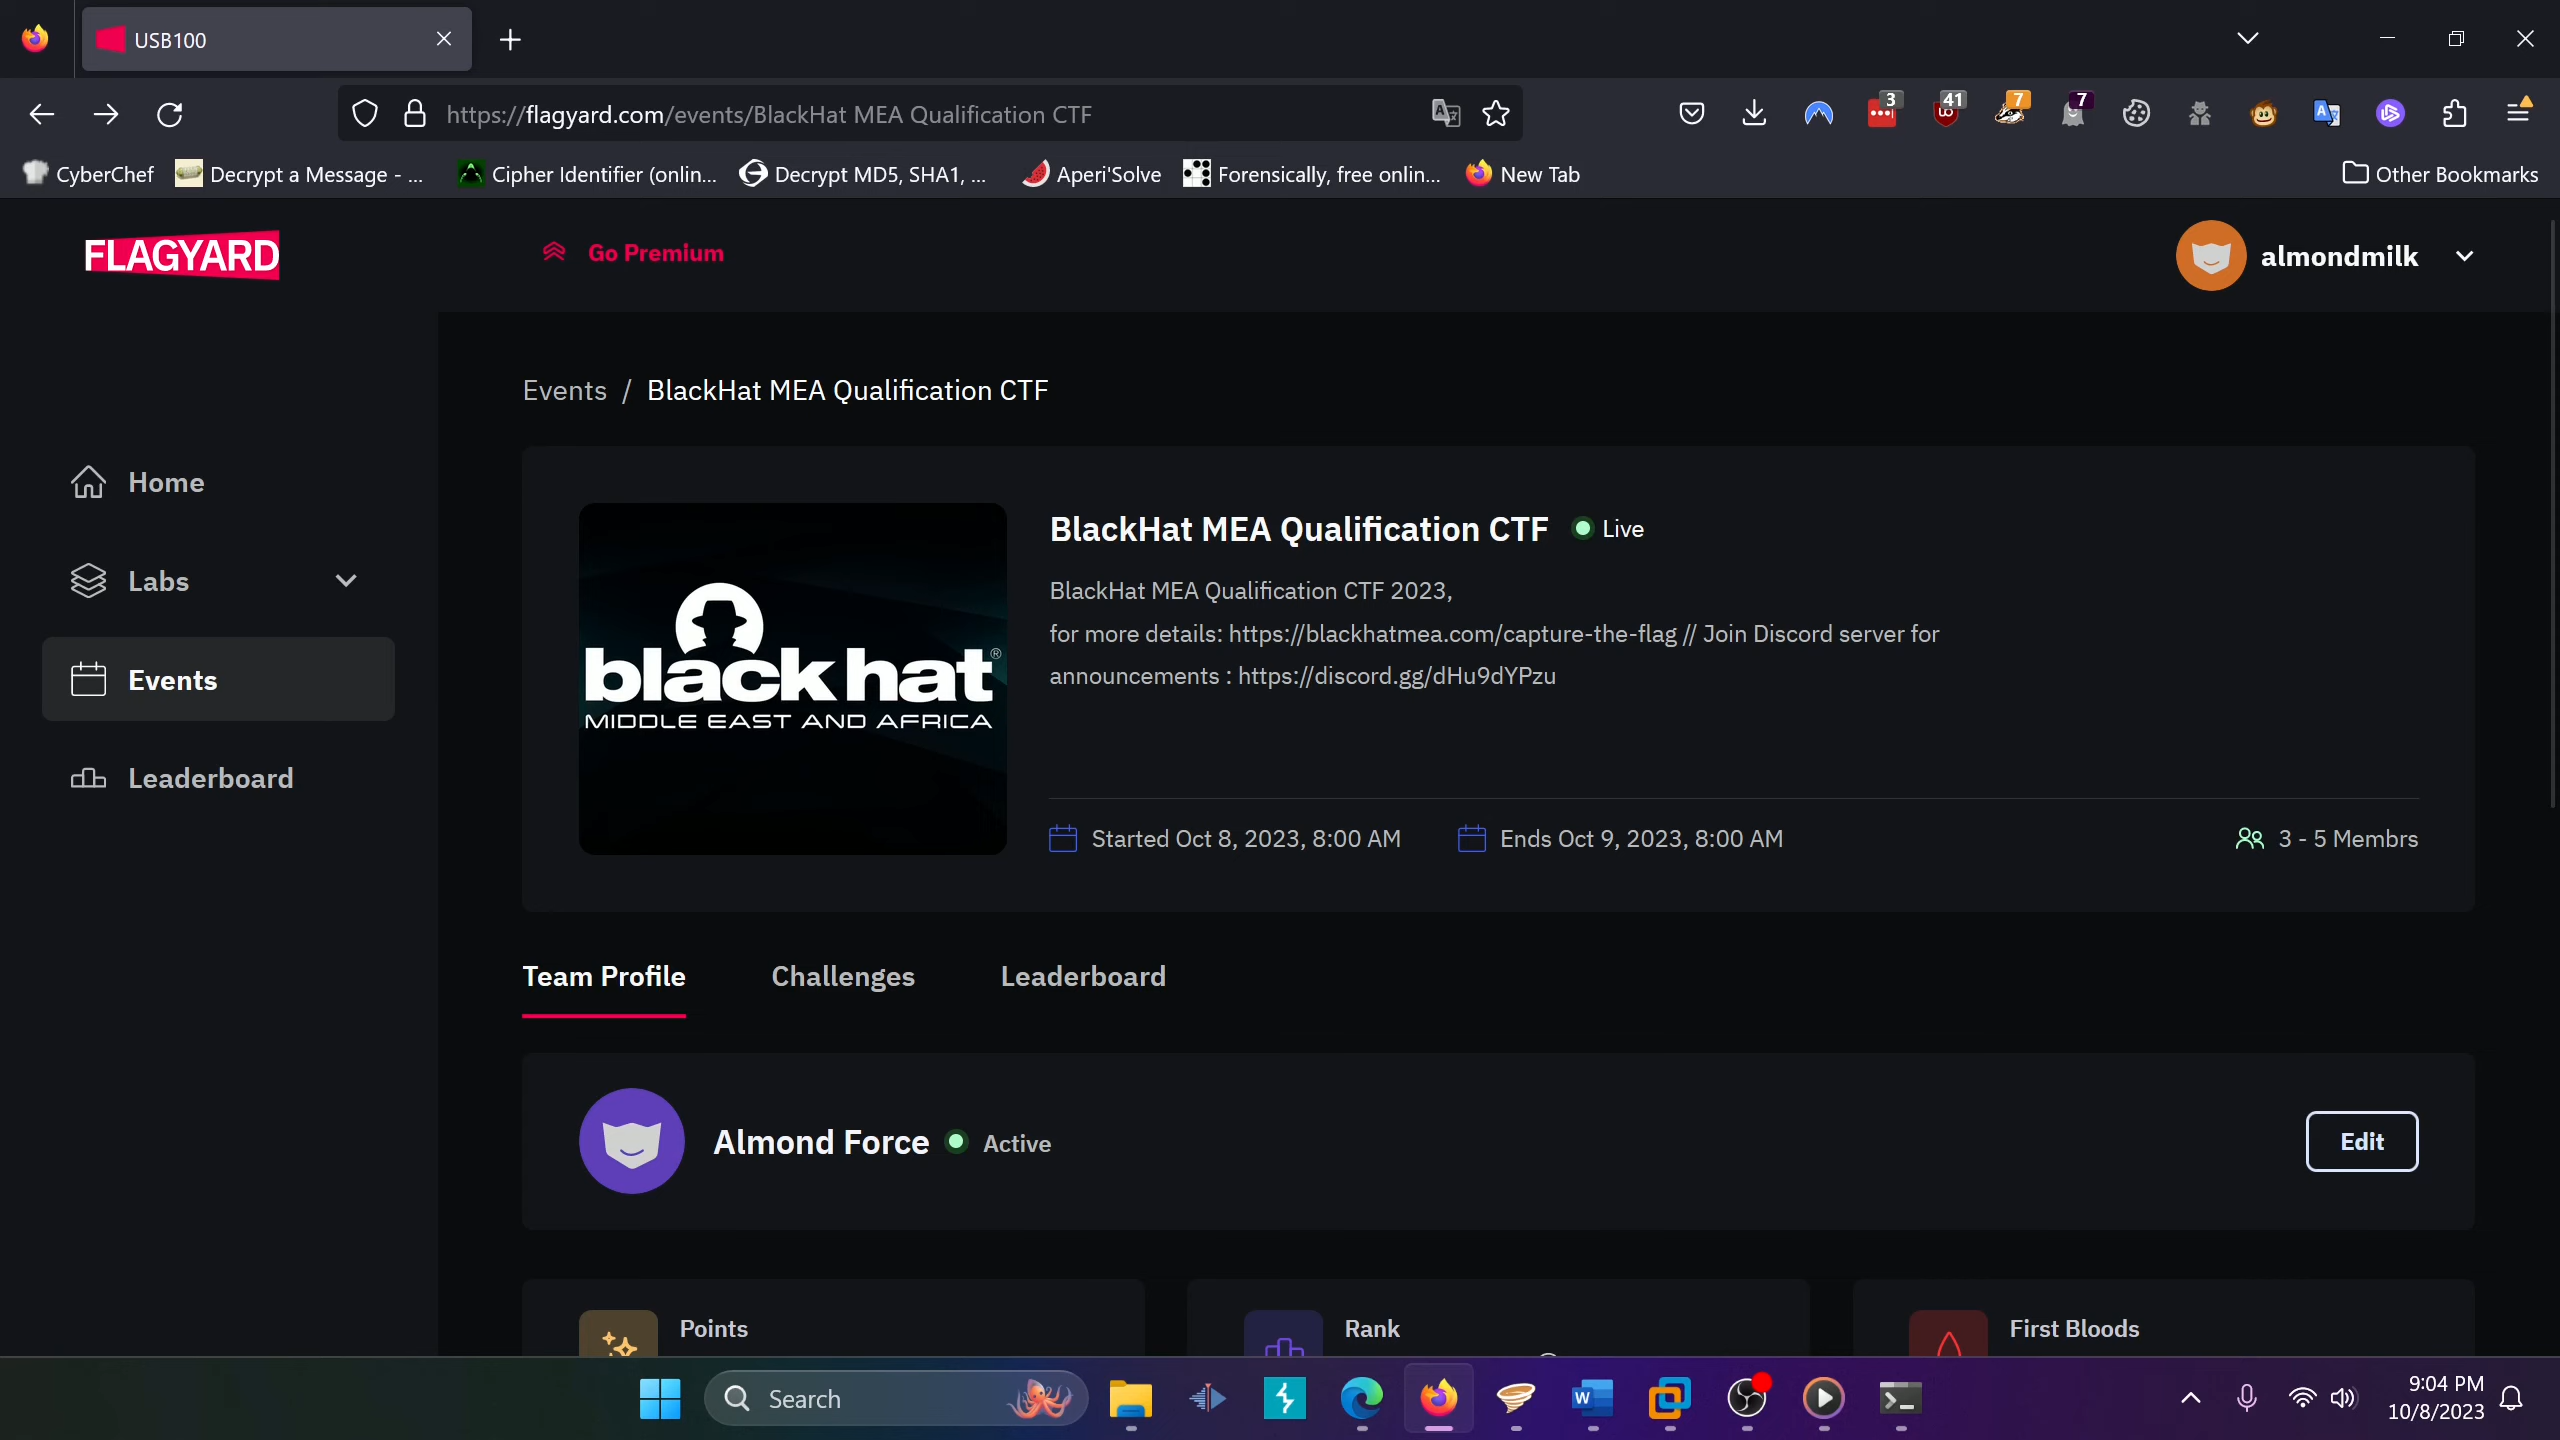 USB100
https://flagyard.com/events/BlackHat MEA Qualification CTF
3
41
7
7
CyberChef
Decrypt a Message - ...
Cipher Identifier (onlin...
Decrypt MD5, SHA1, ...
Aperi'Solve
Forensically, free onlin...
New Tab
Other Bookmarks
FLAGYARD
Go Premium
almondmilk
Events / BlackHat MEA Qualification CTF
Home
Labs
Events
Leaderboard
blackhat®
MIDDLE EAST AND AFRICA
BlackHat MEA Qualification CTF
Live
BlackHat MEA Qualification CTF 2023,
for more details: https://blackhatmea.com/capture-the-flag // Join Discord server for
announcements : https://discord.gg/dHu9dYPzu
Started Oct 8, 2023, 8:00 AM
Ends Oct 9, 2023, 8:00 AM
3 - 5 Membrs
Team Profile
Challenges
Leaderboard
Almond Force
Active
Edit
Points
Rank
First Bloods
Search
9:04 PM
10/8/2023